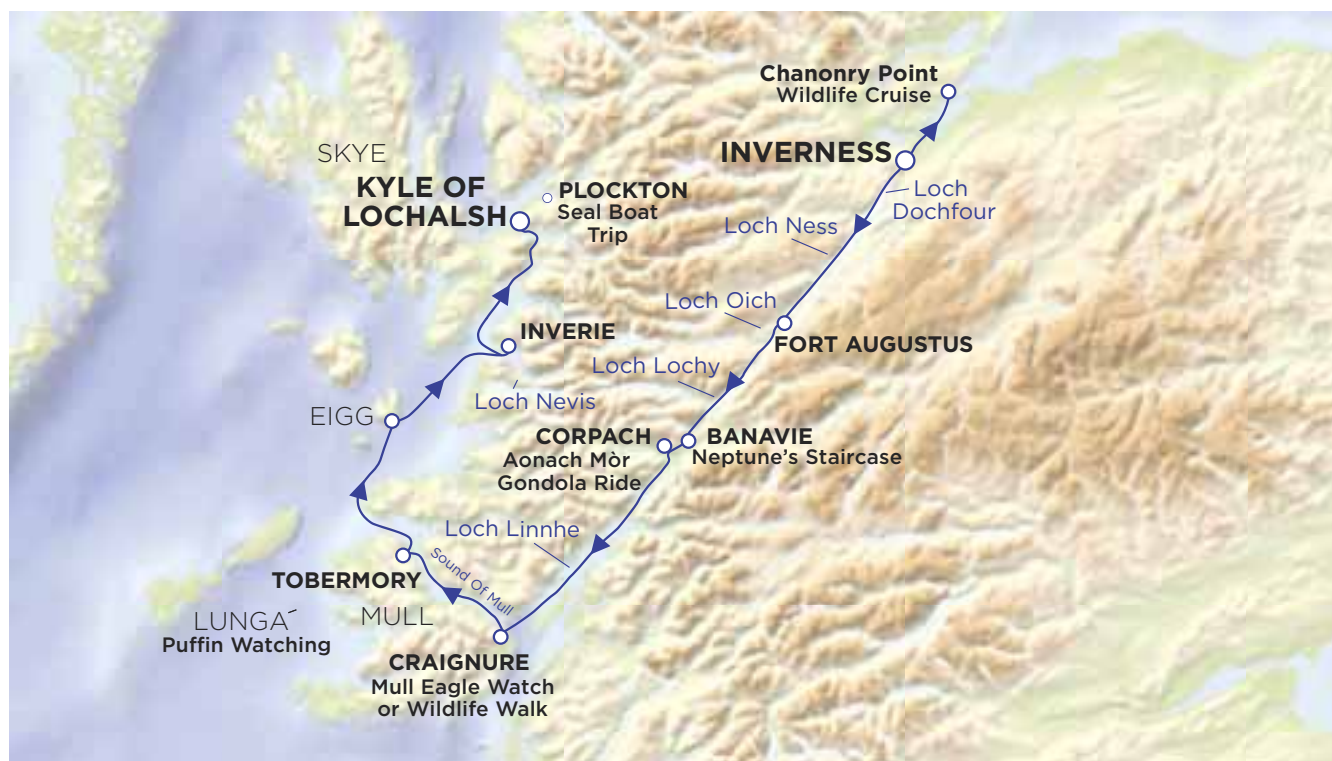 Chanonry Point
Wildlife Cruise
INVERNESS
SKYE
KYLE OF
LOCHALSH
PLOCKTON
Seal Boat
Trip
Loch
Dochfour
Loch Ness
Loch Oich
INVERIE
FORT AUGUSTUS
Loch Lochy
Loch Nevis
EIGG
CORPACH
Aonach Mòr
Gondola Ride
BANAVIE
Neptune's Staircase
Loch Linnhe
Sound Of Mull
TOBERMORY
MULL
LUNGA
Puffin Watching
CRAIGNURE
Mull Eagle Watch
or Wildlife Walk